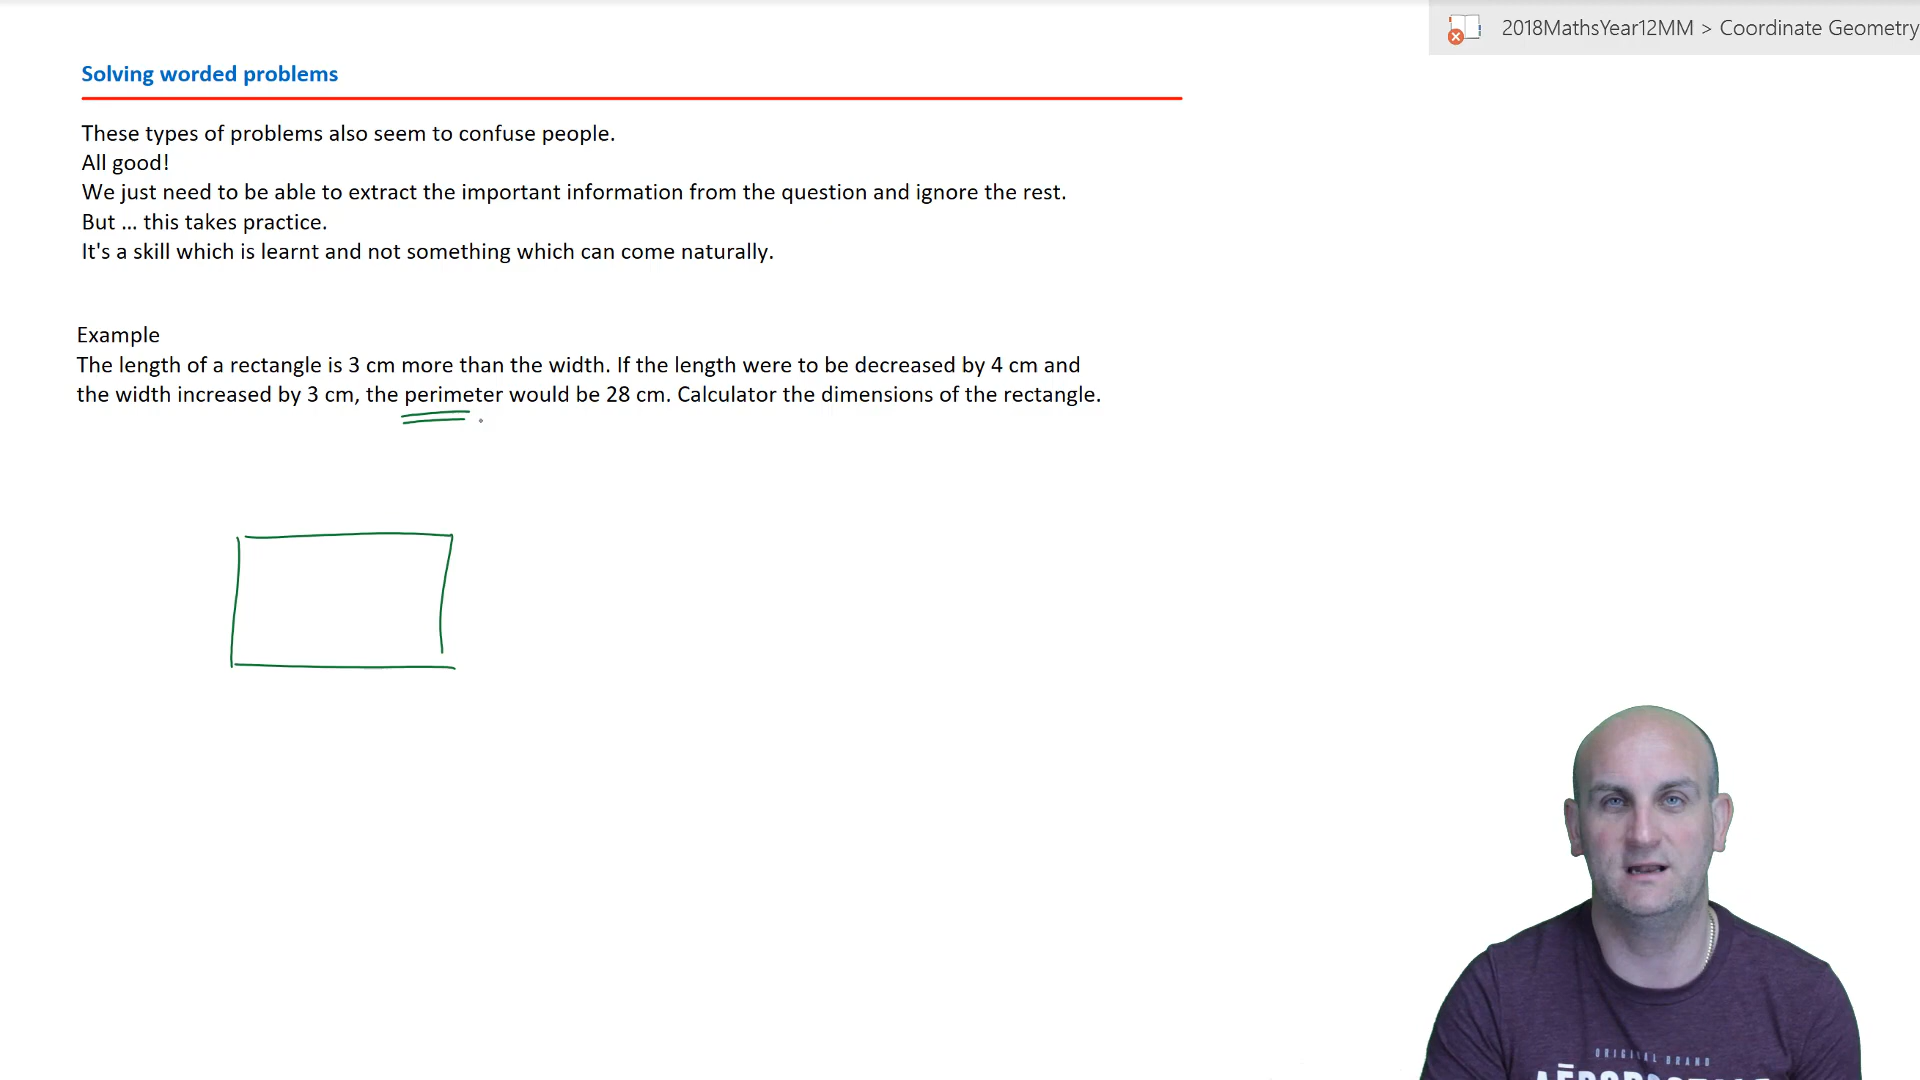 2018MathsYear12MM > Coordinate Geometry
Solving worded problems
These types of problems also seem to confuse people.
All good!
We just need to be able to extract the important information from the question and ignore the rest.
But ... this takes practice.
It's a skill which is learnt and not something which can come naturally.
Example
The length of a rectangle is 3 cm more than the width. If the length were to be decreased by 4 cm and
the width increased by 3 cm, the perimeter would be 28 cm. Calculator the dimensions of the rectangle.
ORIGINAL BRAND